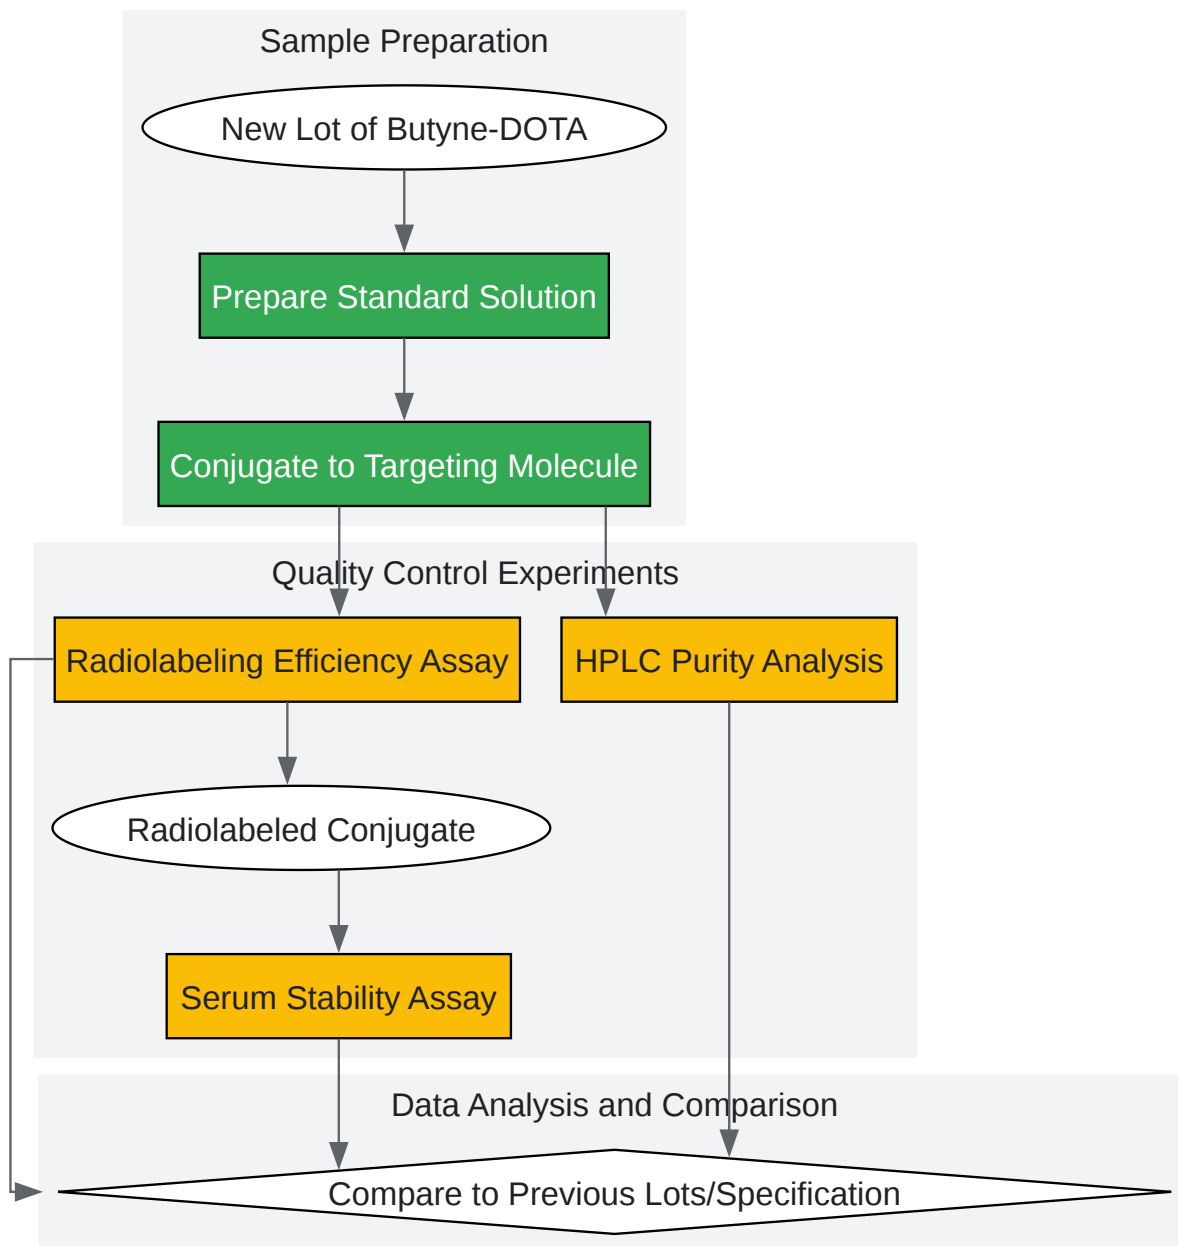 Sample Preparation
New Lot of Butyne-DOTA
Prepare Standard Solution
Conjugate to Targeting Molecule
Quality Control Experiments
Radiolabeling Efficiency Assay
HPLC Purity Analysis
Radiolabeled Conjugate
Serum Stability Assay
Data Analysis and Comparison
Compare to Previous Lots/Specification